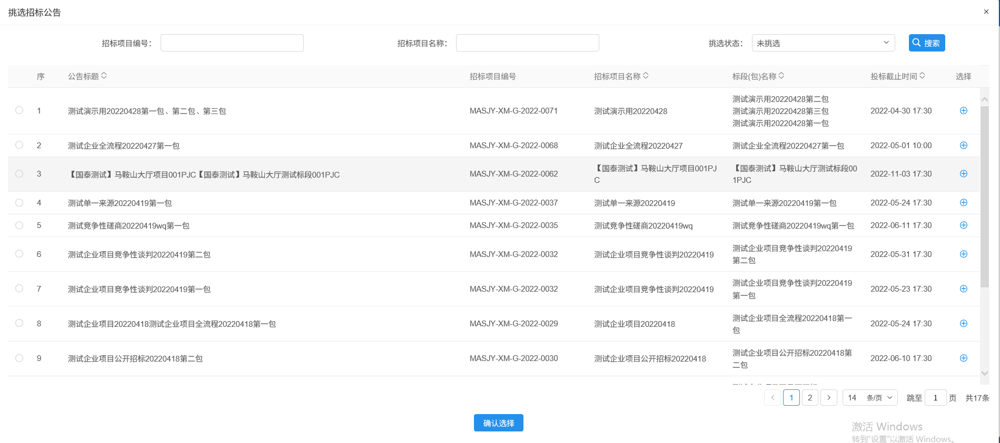 挑选招标公告
招标项目编号：
招标项目名称：
挑选状态： 未挑选
搜索
序 公告标题 招标项目编号 招标项目名称 标段(包)名称 投标截止时间 选择
测试演示用20220428第二包
1 测试演示用20220428第一包、第二包、第三包 MASJY-XM-G-2022-0071 测试演示用20220428 测试演示用20220428第三包 2022-04-30 17:30
测试演示用20220428第一包
2 测试企业全流程20220427第一包 MASJY-XM-G-2022-0068 测试企业全流程20220427 测试企业全流程20220427第一包 2022-05-01 10:00
3 【国泰测试】马鞍山大厅项目001PJC【国泰测试】马鞍山大厅测试标段001PJC MASJY-XM-G-2022-0062 【国泰测试】马鞍山大厅项目001PJ 【国泰测试】马鞍山大厅测试标段00 2022-11-03 17:30
C 1PJC
4 测试单一来源20220419第一包 MASJY-XM-G-2022-0037 测试单一来源20220419 测试单一来源20220419第一包 2022-05-24 17:30
5 测试竞争性磋商20220419wq第一包 MASJY-XM-G-2022-0035 测试竞争性磋商20220419wq 测试竞争性磋商20220419wq第一包 2022-06-11 17:30
6 测试企业项目竞争性谈判20220419第二包 MASJY-XM-G-2022-0032 测试企业项目竞争性谈判20220419 测试企业项目竞争性谈判20220419 2022-05-31 17:30
第二包
7 测试企业项目竞争性谈判20220419第一包 MASJY-XM-G-2022-0032 测试企业项目竞争性谈判20220419 测试企业项目竞争性谈判20220419 2022-05-23 17:30
第一包
8 测试企业项目20220418测试企业项目全流程20220418第一包 MASJY-XM-G-2022-0029 测试企业项目20220418 测试企业项目全流程20220418第一 2022-05-24 17:30
包
9 测试企业项目公开招标20220418第二包 MASJY-XM-G-2022-0030 测试企业项目公开招标20220418 测试企业项目公开招标20220418第 2022-06-10 17:30
二包
1 2 14 条/页 跳至 1 页 共17条
确认选择
激活 Windows
转到"设置"以激活 Windows。